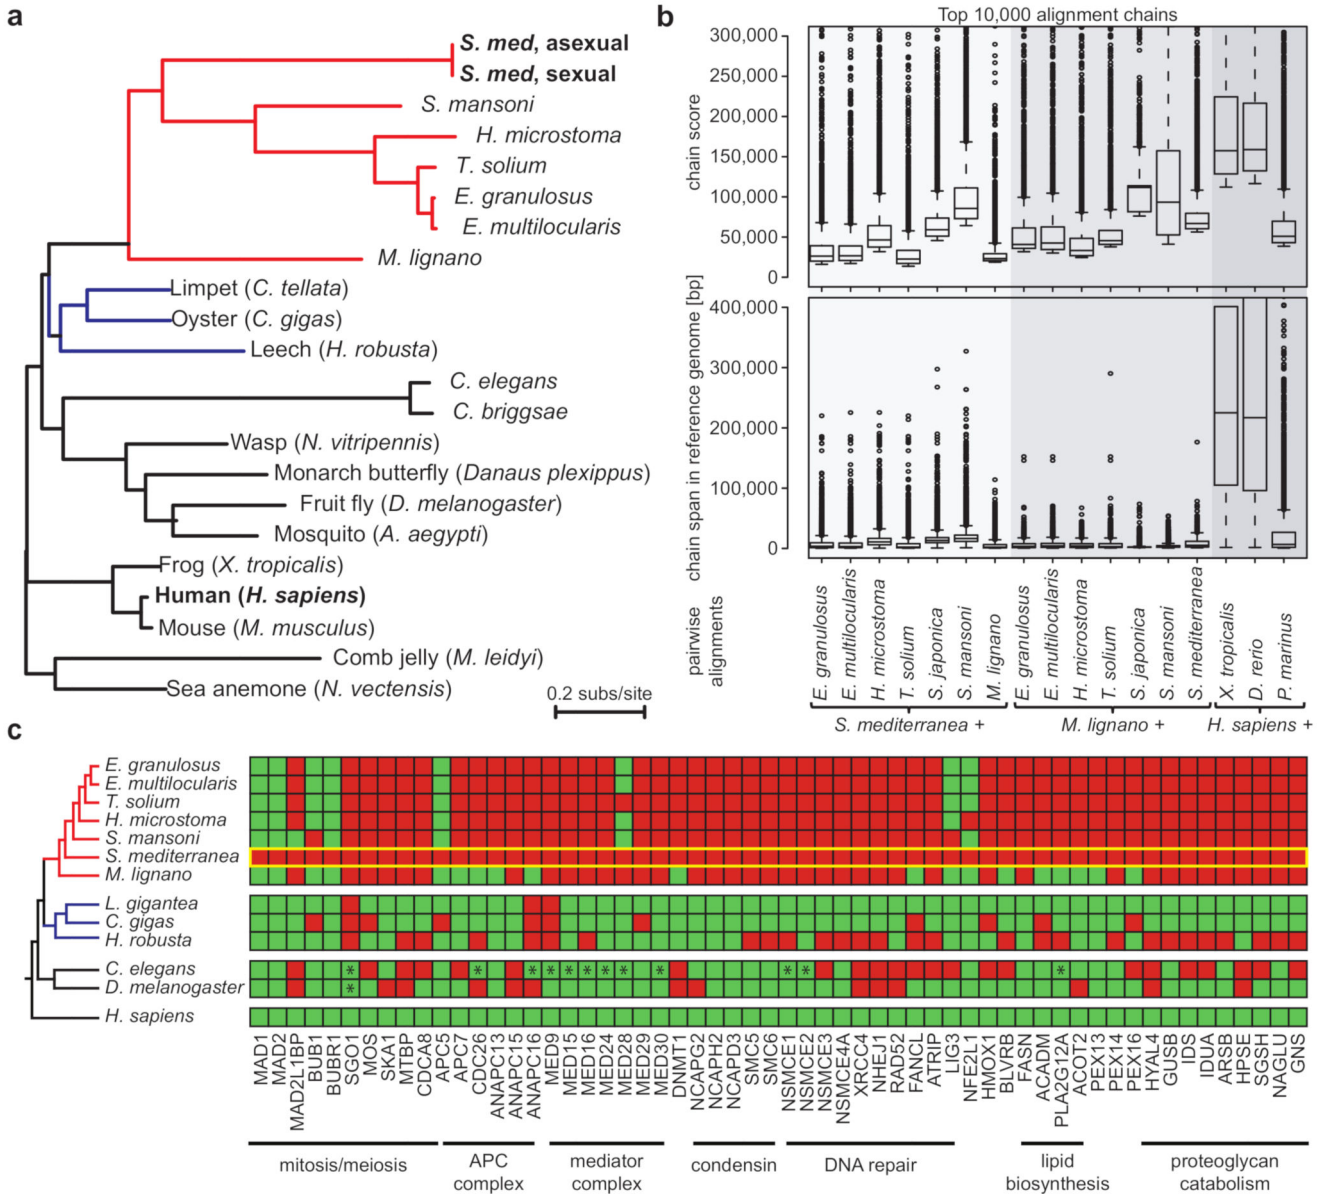 a
S. med, asexual
S. med, sexual
S. mansoni
H. microstoma
T. solium
E. granulosus
E. multilocularis
M. lignano
Limpet (C. tellata)
Oyster (C. gigas)
Leech (H. robusta)
C. elegans
C. briggsae
Wasp (N. vitripennis)
Monarch butterfly (Danaus plexippus)
Fruit fly (D. melanogaster)
Mosquito (A. aegypti)
Frog (X. tropicalis)
Human (H. sapiens)
Mouse (M. musculus)
Comb jelly (M. leidyi)
Sea anemone (N. vectensis)
0.2 subs/site
b
Top 10,000 alignment chains
chain score
300,000
250,000
200,000
150,000
100,000
50,000
0
chain span in reference genome [bp]
400,000
300,000
200,000
100,000
0
pairwise
alignments
E. granulosus
E. multilocularis
H. microstoma
T. solium
S. japonica
S. mansoni
M. lignano
E. granulosus
E. multilocularis
H. microstoma
T. solium
S. japonica
S. mansoni
S. mediterranea
X. tropicalis
D. rerio
P. marinus
S. mediterranea +
M. lignano +
H. sapiens +
c
E. granulosus
E. multilocularis
T. solium
H. microstoma
S. mansoni
S. mediterranea
M. lignano
L. gigantea
C. gigas
H. robusta
C. elegans
* * * * * * * * * * * *
D. melanogaster
*
H. sapiens
MAD1
MAD2
MAD2L1BP
BUB1
BUBR1
SGO1
MOS
SKA1
MTBP
CDCA8
APC5
APC7
CDC26
ANAPC13
ANAPC15
ANAPC16
MED9
MED15
MED16
MED24
MED28
MED29
MED30
DNMT1
NCAPG2
NCAPH2
NCAPD3
SMC5
SMC6
NSMCE1
NSMCE2
NSMCE3
NSMCE4A
XRCC4
NHEJ1
RAD52
FANCL
ATRIP
LIG3
NFE2L1
HMOX1
BLVRB
FASN
ACADM
PLA2G12A
ACOT2
PEX13
PEX14
PEX16
HYAL4
GUSB
IDS
IDUA
ARSB
HPSE
SGSH
NAGLU
GNS
mitosis/meiosis
APC
complex
mediator
complex
condensin
DNA repair
lipid
biosynthesis
proteoglycan
catabolism